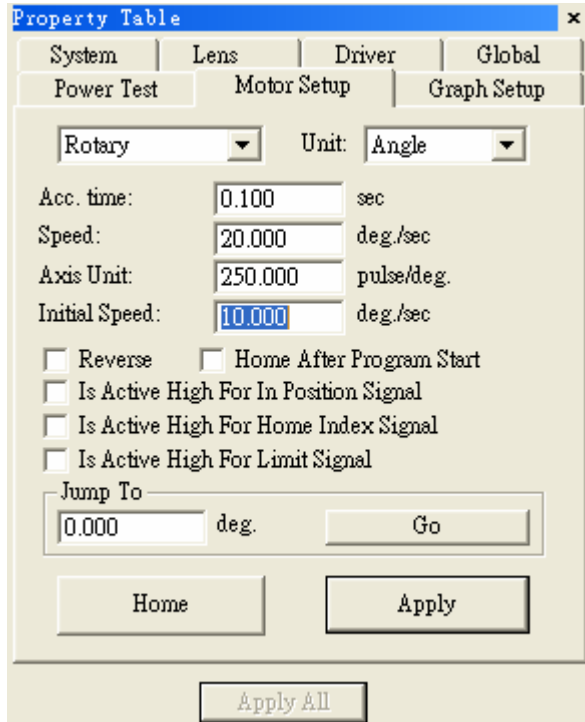 Property Table
System Lens Driver Global
Power Test Motor Setup Graph Setup
Rotary Unit: Angle
Acc. time: 0.100 sec
Speed: 20.000 deg./sec
Axis Unit: 250.000 pulse/deg.
Initial Speed: 10.000 deg./sec
Reverse Home After Program Start
Is Active High For In Position Signal
Is Active High For Home Index Signal
Is Active High For Limit Signal
Jump To
0.000 deg. Go
Home Apply
Apply All